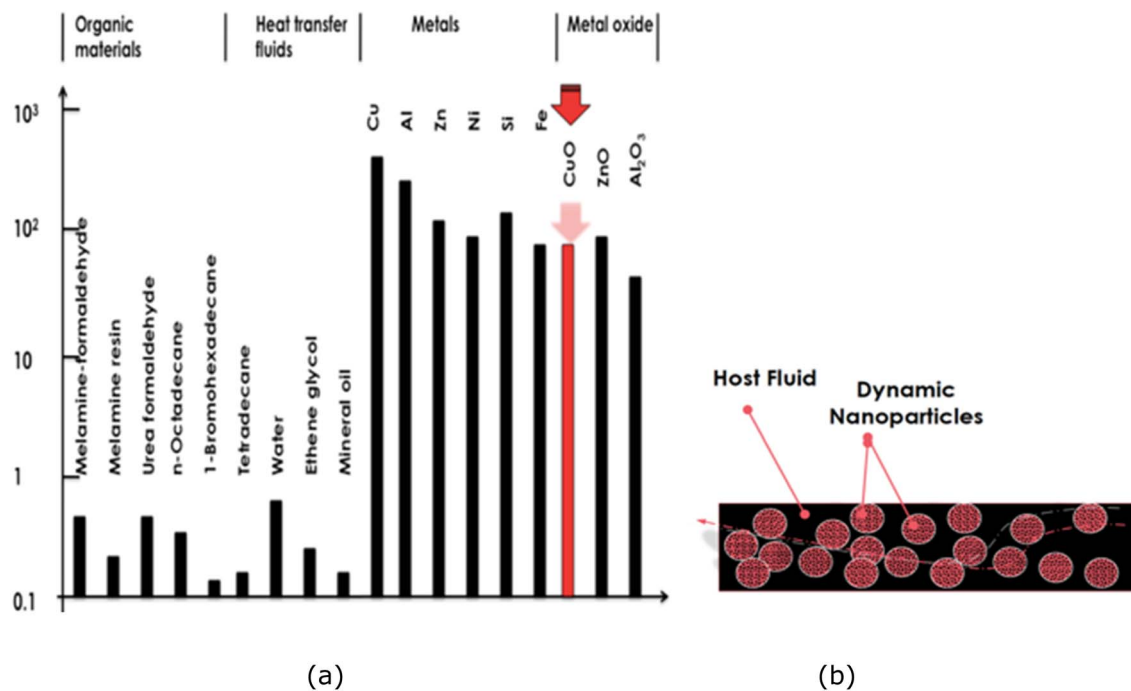 Organic
materials
Heat transfer
fluids
Metals
Metal oxide
10³
10²
10
1
0.1
Melamine-formaldehyde
Melamine resin
Urea formaldehyde
n-Octadecane
1-Bromohexadecane
Tetradecane
Water
Ethene glycol
Mineral oil
Cu
Al
Zn
Ni
Si
Fe
CuO
ZnO
Al₂O₃
Host Fluid
Dynamic
Nanoparticles
(a)
(b)